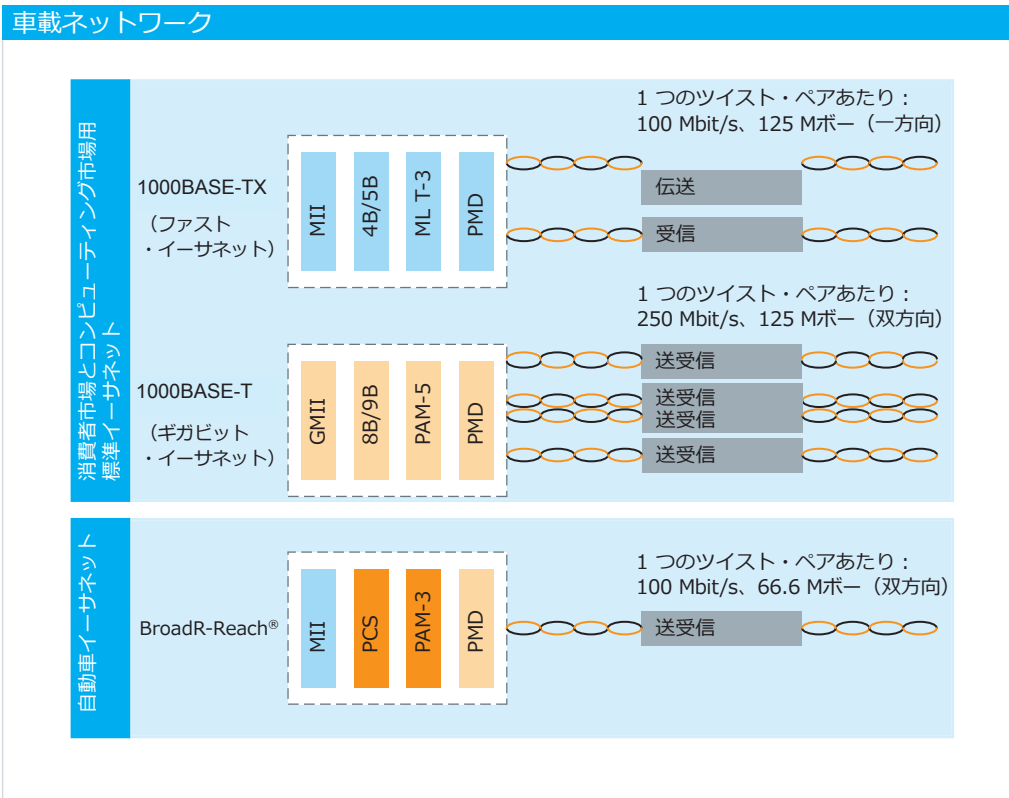 車載ネットワーク
消費者市場とコンピューティング市場用
標準イーサネット
1000BASE-TX
（ファスト
・イーサネット）
MII
4B/5B
ML T-3
PMD
1 つのツイスト・ペアあたり：
100 Mbit/s、125 Mボー（一方向）
伝送
受信
1000BASE-T
（ギガビット
・イーサネット）
GMII
8B/9B
PAM-5
PMD
1 つのツイスト・ペアあたり：
250 Mbit/s、125 Mボー（双方向）
送受信
送受信
送受信
送受信
自動車イーサネット
BroadR-Reach®
MII
PCS
PAM-3
PMD
1 つのツイスト・ペアあたり：
100 Mbit/s、66.6 Mボー（双方向）
送受信